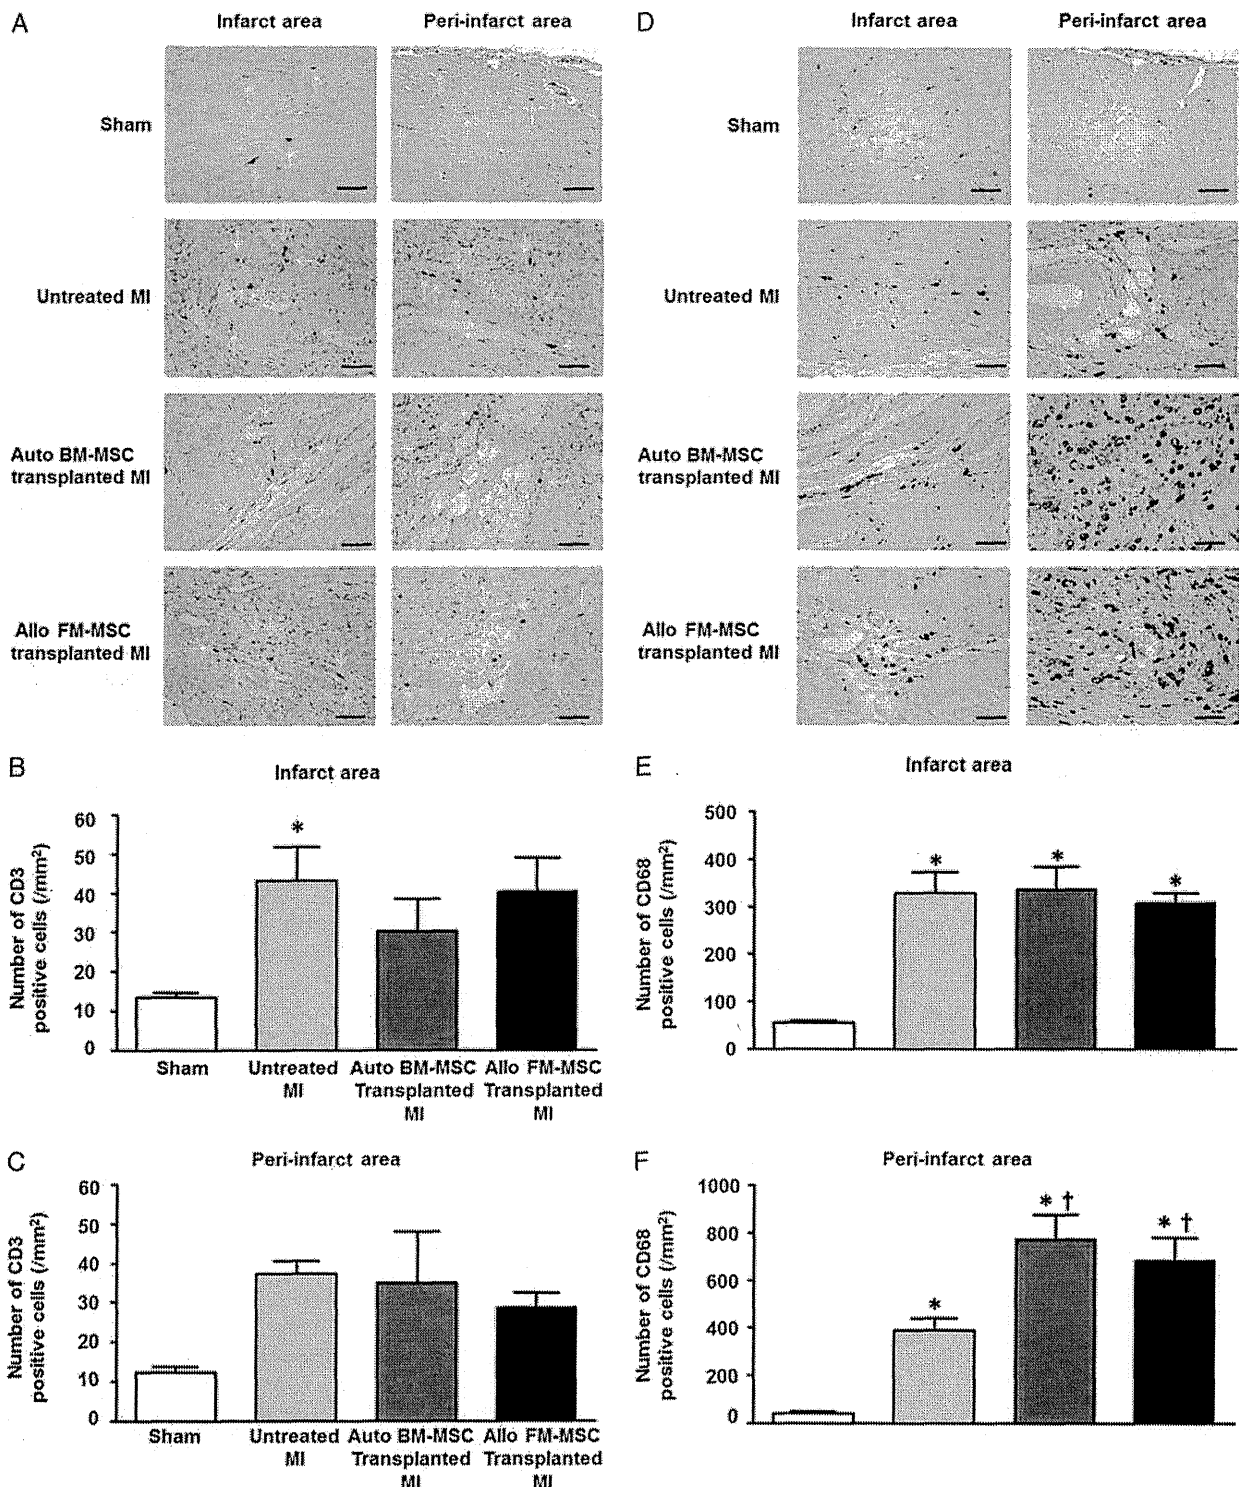 A
Infarct area
Peri-infarct area
Sham
Untreated MI
Auto BM-MSC
transplanted MI
Allo FM-MSC
transplanted MI
D
Infarct area
Peri-infarct area
Sham
Untreated MI
Auto BM-MSC
transplanted MI
Allo FM-MSC
transplanted MI
B
Infarct area
Number of CD3
positive cells (/mm²)
60
50
40
30
20
10
0
*
Sham
Untreated
MI
Auto BM-MSC
Transplanted
MI
Allo FM-MSC
Transplanted
MI
E
Infarct area
Number of CD68
positive cells (/mm²)
500
400
300
200
100
0
*
*
*
C
Peri-infarct area
Number of CD3
positive cells (/mm²)
60
50
40
30
20
10
0
Sham
Untreated
MI
Auto BM-MSC
Transplanted
MI
Allo FM-MSC
Transplanted
MI
F
Peri-infarct area
Number of CD68
positive cells (/mm²)
1000
800
600
400
200
0
*
* †
* †